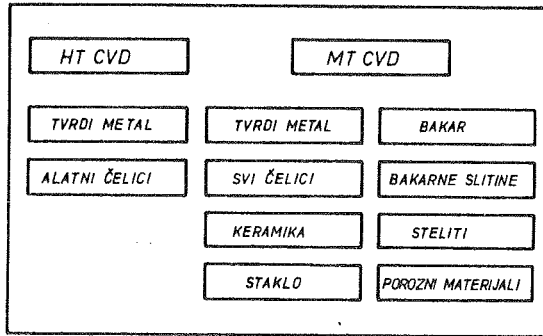 HT CVD
MT CVD
TVRDI METAL
TVRDI METAL
BAKAR
ALATNI ČELICI
SVI ČELICI
BAKARNE SLITINE
KERAMIKA
STELITI
STAKLO
POROZNI MATERIJALI